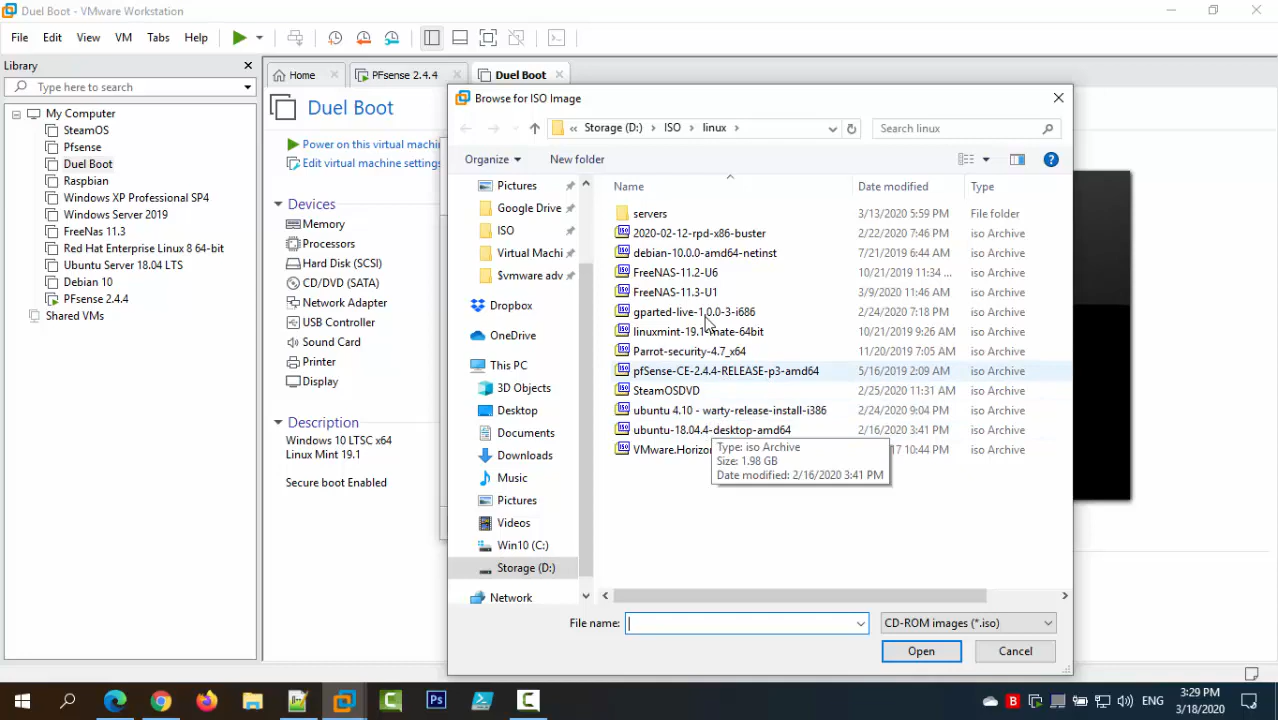 Duel Boot - VMware Workstation
File Edit View VM Tabs Help
Library
Type here to search
My Computer
SteamOS
Pfsense
Duel Boot
Raspbian
Windows XP Professional SP4
Windows Server 2019
FreeNas 11.3
Red Hat Enterprise Linux 8 64-bit
Ubuntu Server 18.04 LTS
Debian 10
PFsense 2.4.4
Shared VMs
Home PFsense 2.4.4 Duel Boot
Duel Boot
Power on this virtual machin
Edit virtual machine settings
Devices
Memory
Processors
Hard Disk (SCSI)
CD/DVD (SATA)
Network Adapter
USB Controller
Sound Card
Printer
Display
Description
Windows 10 LTSC x64
Linux Mint 19.1
Secure boot Enabled
Browse for ISO Image
« Storage (D:) > ISO > linux >
Search linux
Organize New folder
Pictures
Google Drive
ISO
Virtual Machi
$vmware adv
Dropbox
OneDrive
This PC
3D Objects
Desktop
Documents
Downloads
Music
Pictures
Videos
Win10 (C:)
Storage (D:)
Network
Name Date modified Type
servers 3/13/2020 5:59 PM File folder
2020-02-12-rpd-x86-buster 2/22/2020 7:46 PM iso Archive
debian-10.0.0-amd64-netinst 7/21/2019 6:44 AM iso Archive
FreeNAS-11.2-U6 10/21/2019 11:34 ... iso Archive
FreeNAS-11.3-U1 3/9/2020 11:46 AM iso Archive
gparted-live-1.0.0-3-i686 2/24/2020 7:18 PM iso Archive
linuxmint-19.1-mate-64bit 10/21/2019 9:26 AM iso Archive
Parrot-security-4.7_x64 11/20/2019 7:05 AM iso Archive
pfSense-CE-2.4.4-RELEASE-p3-amd64 5/16/2019 2:09 AM iso Archive
SteamOSDVD 2/25/2020 11:31 AM iso Archive
ubuntu 4.10 - warty-release-install-i386 2/24/2020 9:04 PM iso Archive
ubuntu-18.04.4-desktop-amd64 2/16/2020 3:41 PM iso Archive
VMware.Horiz 17 10:44 PM iso Archive
Type: iso Archive
Size: 1.98 GB
Date modified: 2/16/2020 3:41 PM
File name:
CD-ROM images (*.iso)
Open Cancel
ENG
3:29 PM
3/18/2020